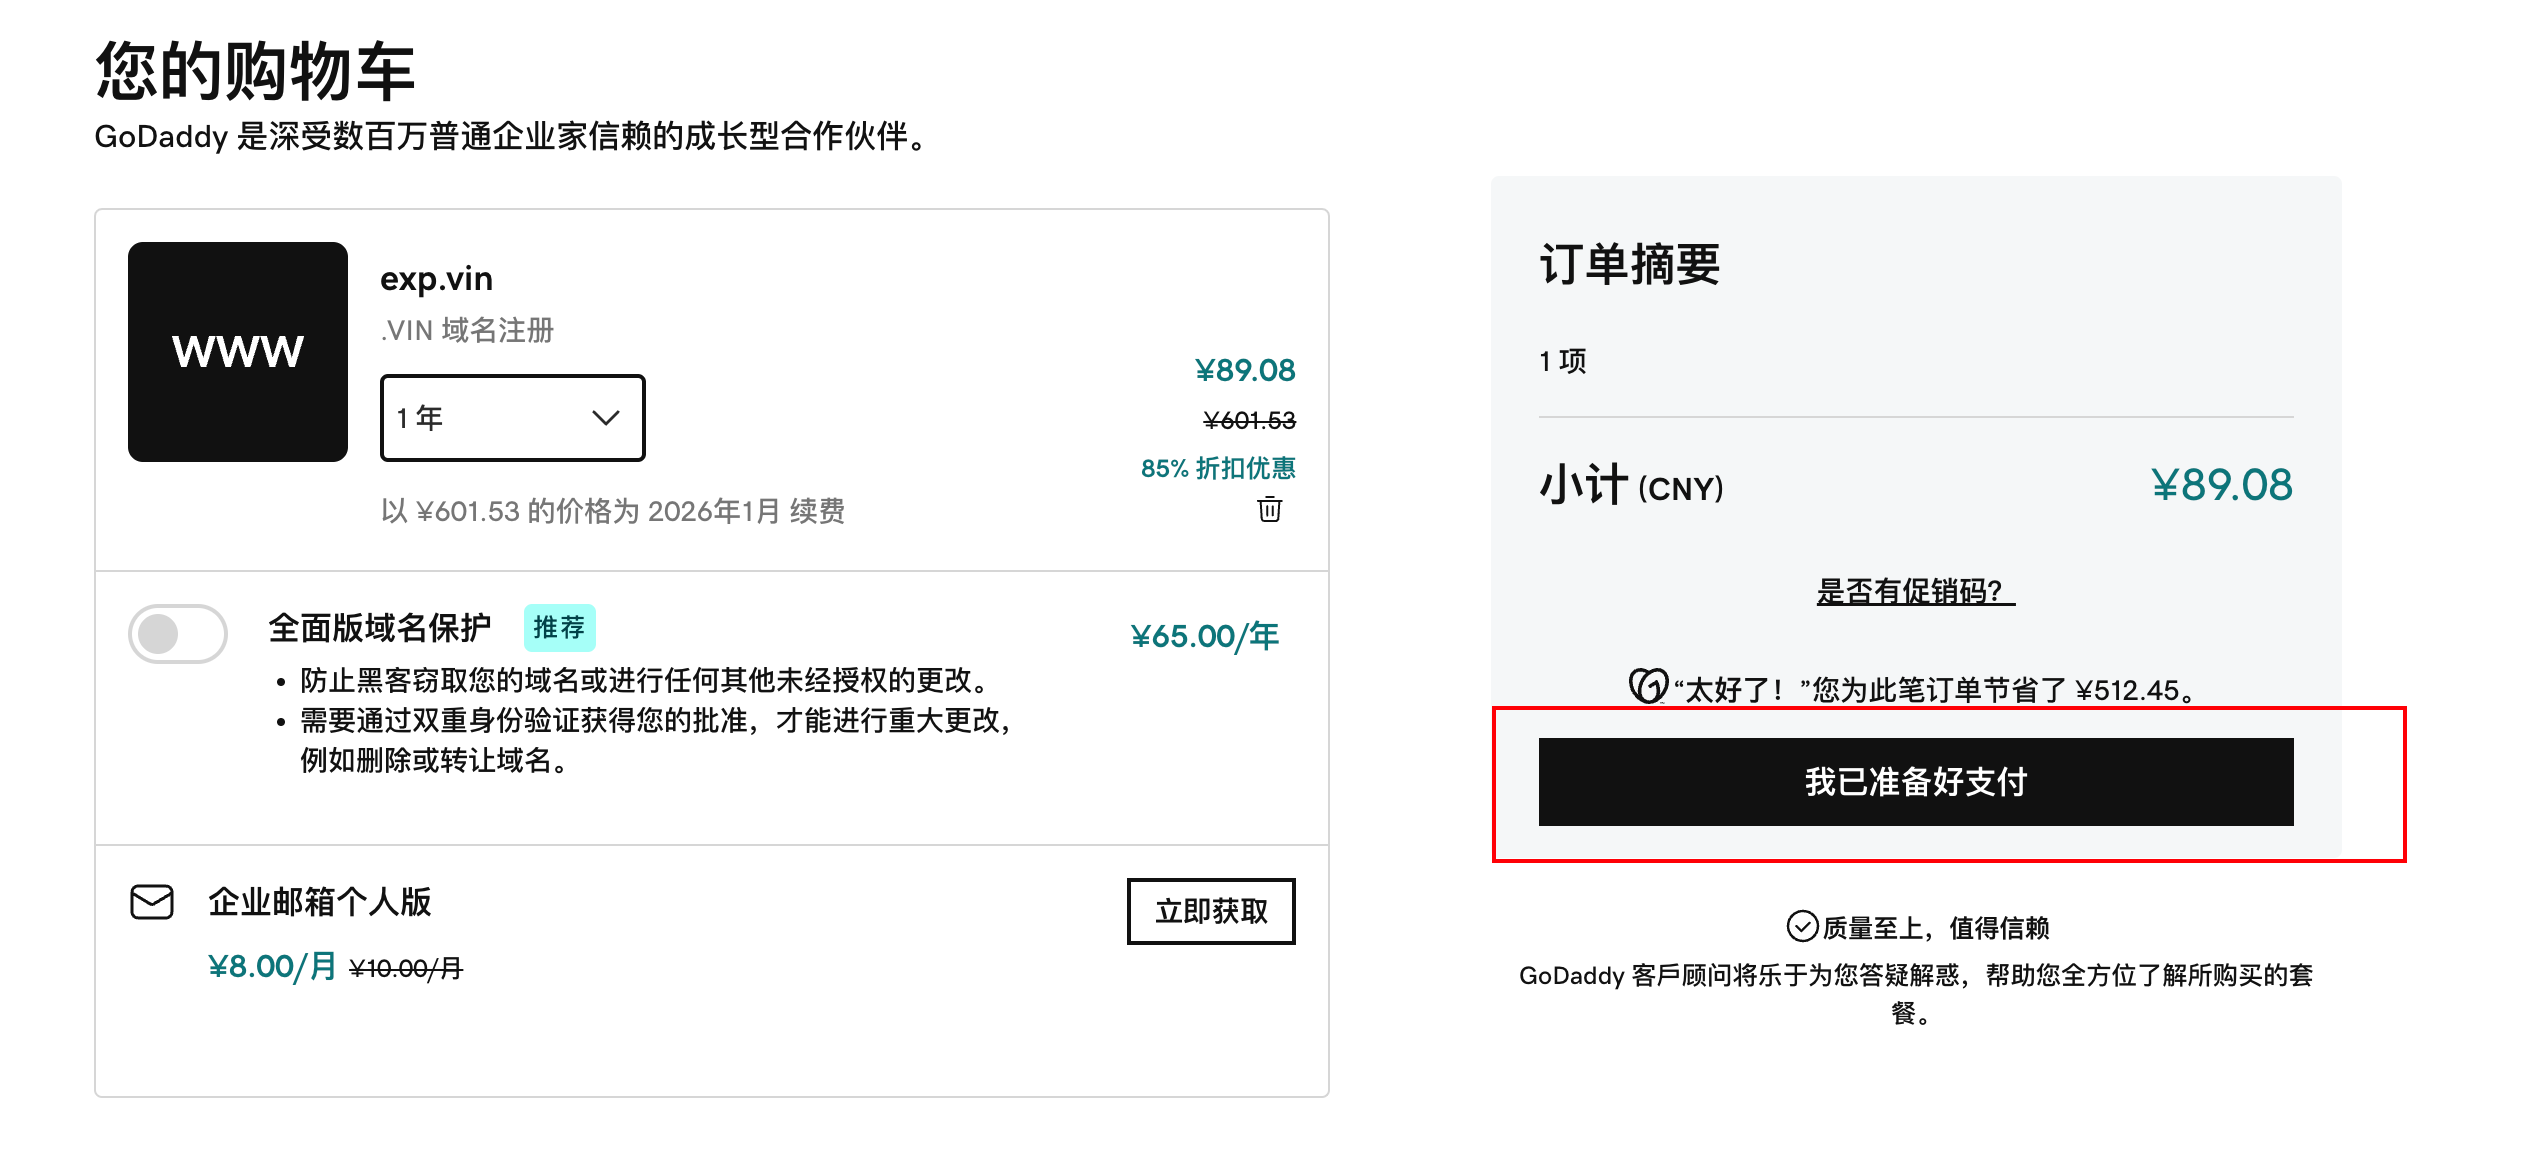 您的购物车
GoDaddy 是深受数百万普通企业家信赖的成长型合作伙伴。
www
exp.vin
.VIN 域名注册
1 年
¥89.08
¥601.53
85% 折扣优惠
以 ¥601.53 的价格为 2026年1月 续费
全面版域名保护
推荐
¥65.00/年
• 防止黑客窃取您的域名或进行任何其他未经授权的更改。
• 需要通过双重身份验证获得您的批准，才能进行重大更改，
例如删除或转让域名。
企业邮箱个人版
¥8.00/月 ¥10.00/月
立即获取
订单摘要
1 项
小计 (CNY)
¥89.08
是否有促销码？
“太好了！”您为此笔订单节省了 ¥512.45。
我已准备好支付
质量至上，值得信赖
GoDaddy 客戶顾问将乐于为您答疑解惑，帮助您全方位了解所购买的套
餐。